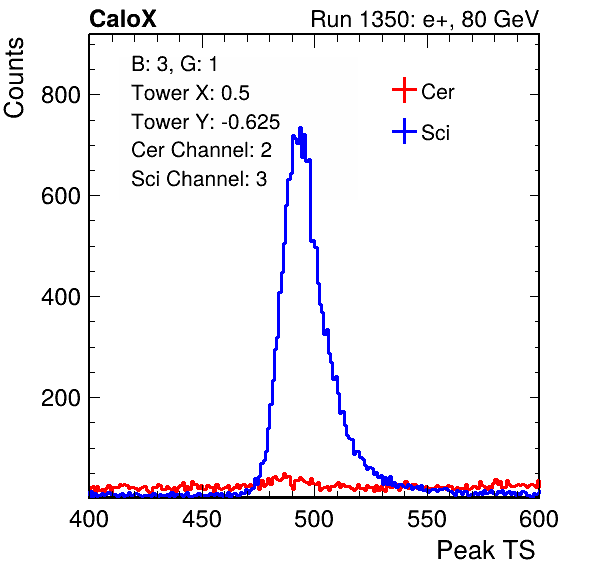 CaloX Run 1350: e+, 80 GeV
Counts
B: 3, G: 1
Tower X: 0.5
Tower Y: -0.625
Cer Channel: 2
Sci Channel: 3
Cer
Sci
800
600
400
200
400 450 500 550 600
Peak TS